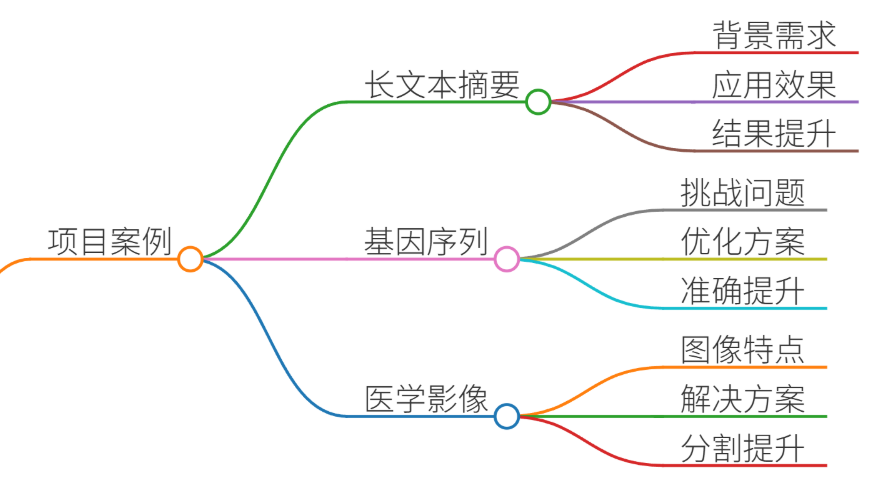 项目案例
长文本摘要
背景需求
应用效果
结果提升
基因序列
挑战问题
优化方案
准确提升
医学影像
图像特点
解决方案
分割提升